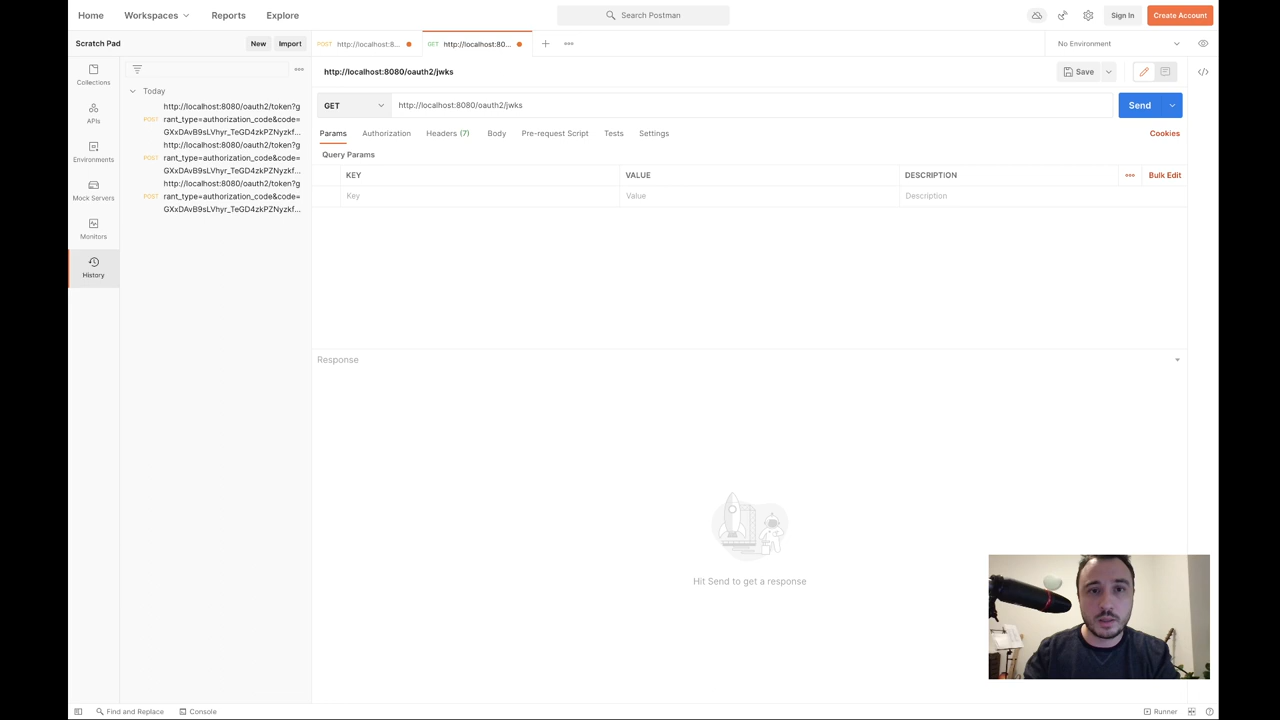 Home
Workspaces
Reports
Explore
Search Postman
Sign In
Create Account
Scratch Pad
New
Import
POST http://localhost:8...
GET http://localhost:80...
No Environment
Collections
APIs
Environments
Mock Servers
Monitors
History
Today
http://localhost:8080/oauth2/token?g
POST rant_type=authorization_code&code=
GXxDAvB9sLVhyr_TeGD4zkPZNyzkf...
http://localhost:8080/oauth2/token?g
POST rant_type=authorization_code&code=
GXxDAvB9sLVhyr_TeGD4zkPZNyzkf...
http://localhost:8080/oauth2/token?g
POST rant_type=authorization_code&code=
GXxDAvB9sLVhyr_TeGD4zkPZNyzkf...
http://localhost:8080/oauth2/jwks
Save
GET
http://localhost:8080/oauth2/jwks
Send
Params
Authorization
Headers (7)
Body
Pre-request Script
Tests
Settings
Cookies
Query Params
KEY
VALUE
DESCRIPTION
Bulk Edit
Key
Value
Description
Response
Hit Send to get a response
Find and Replace
Console
Runner